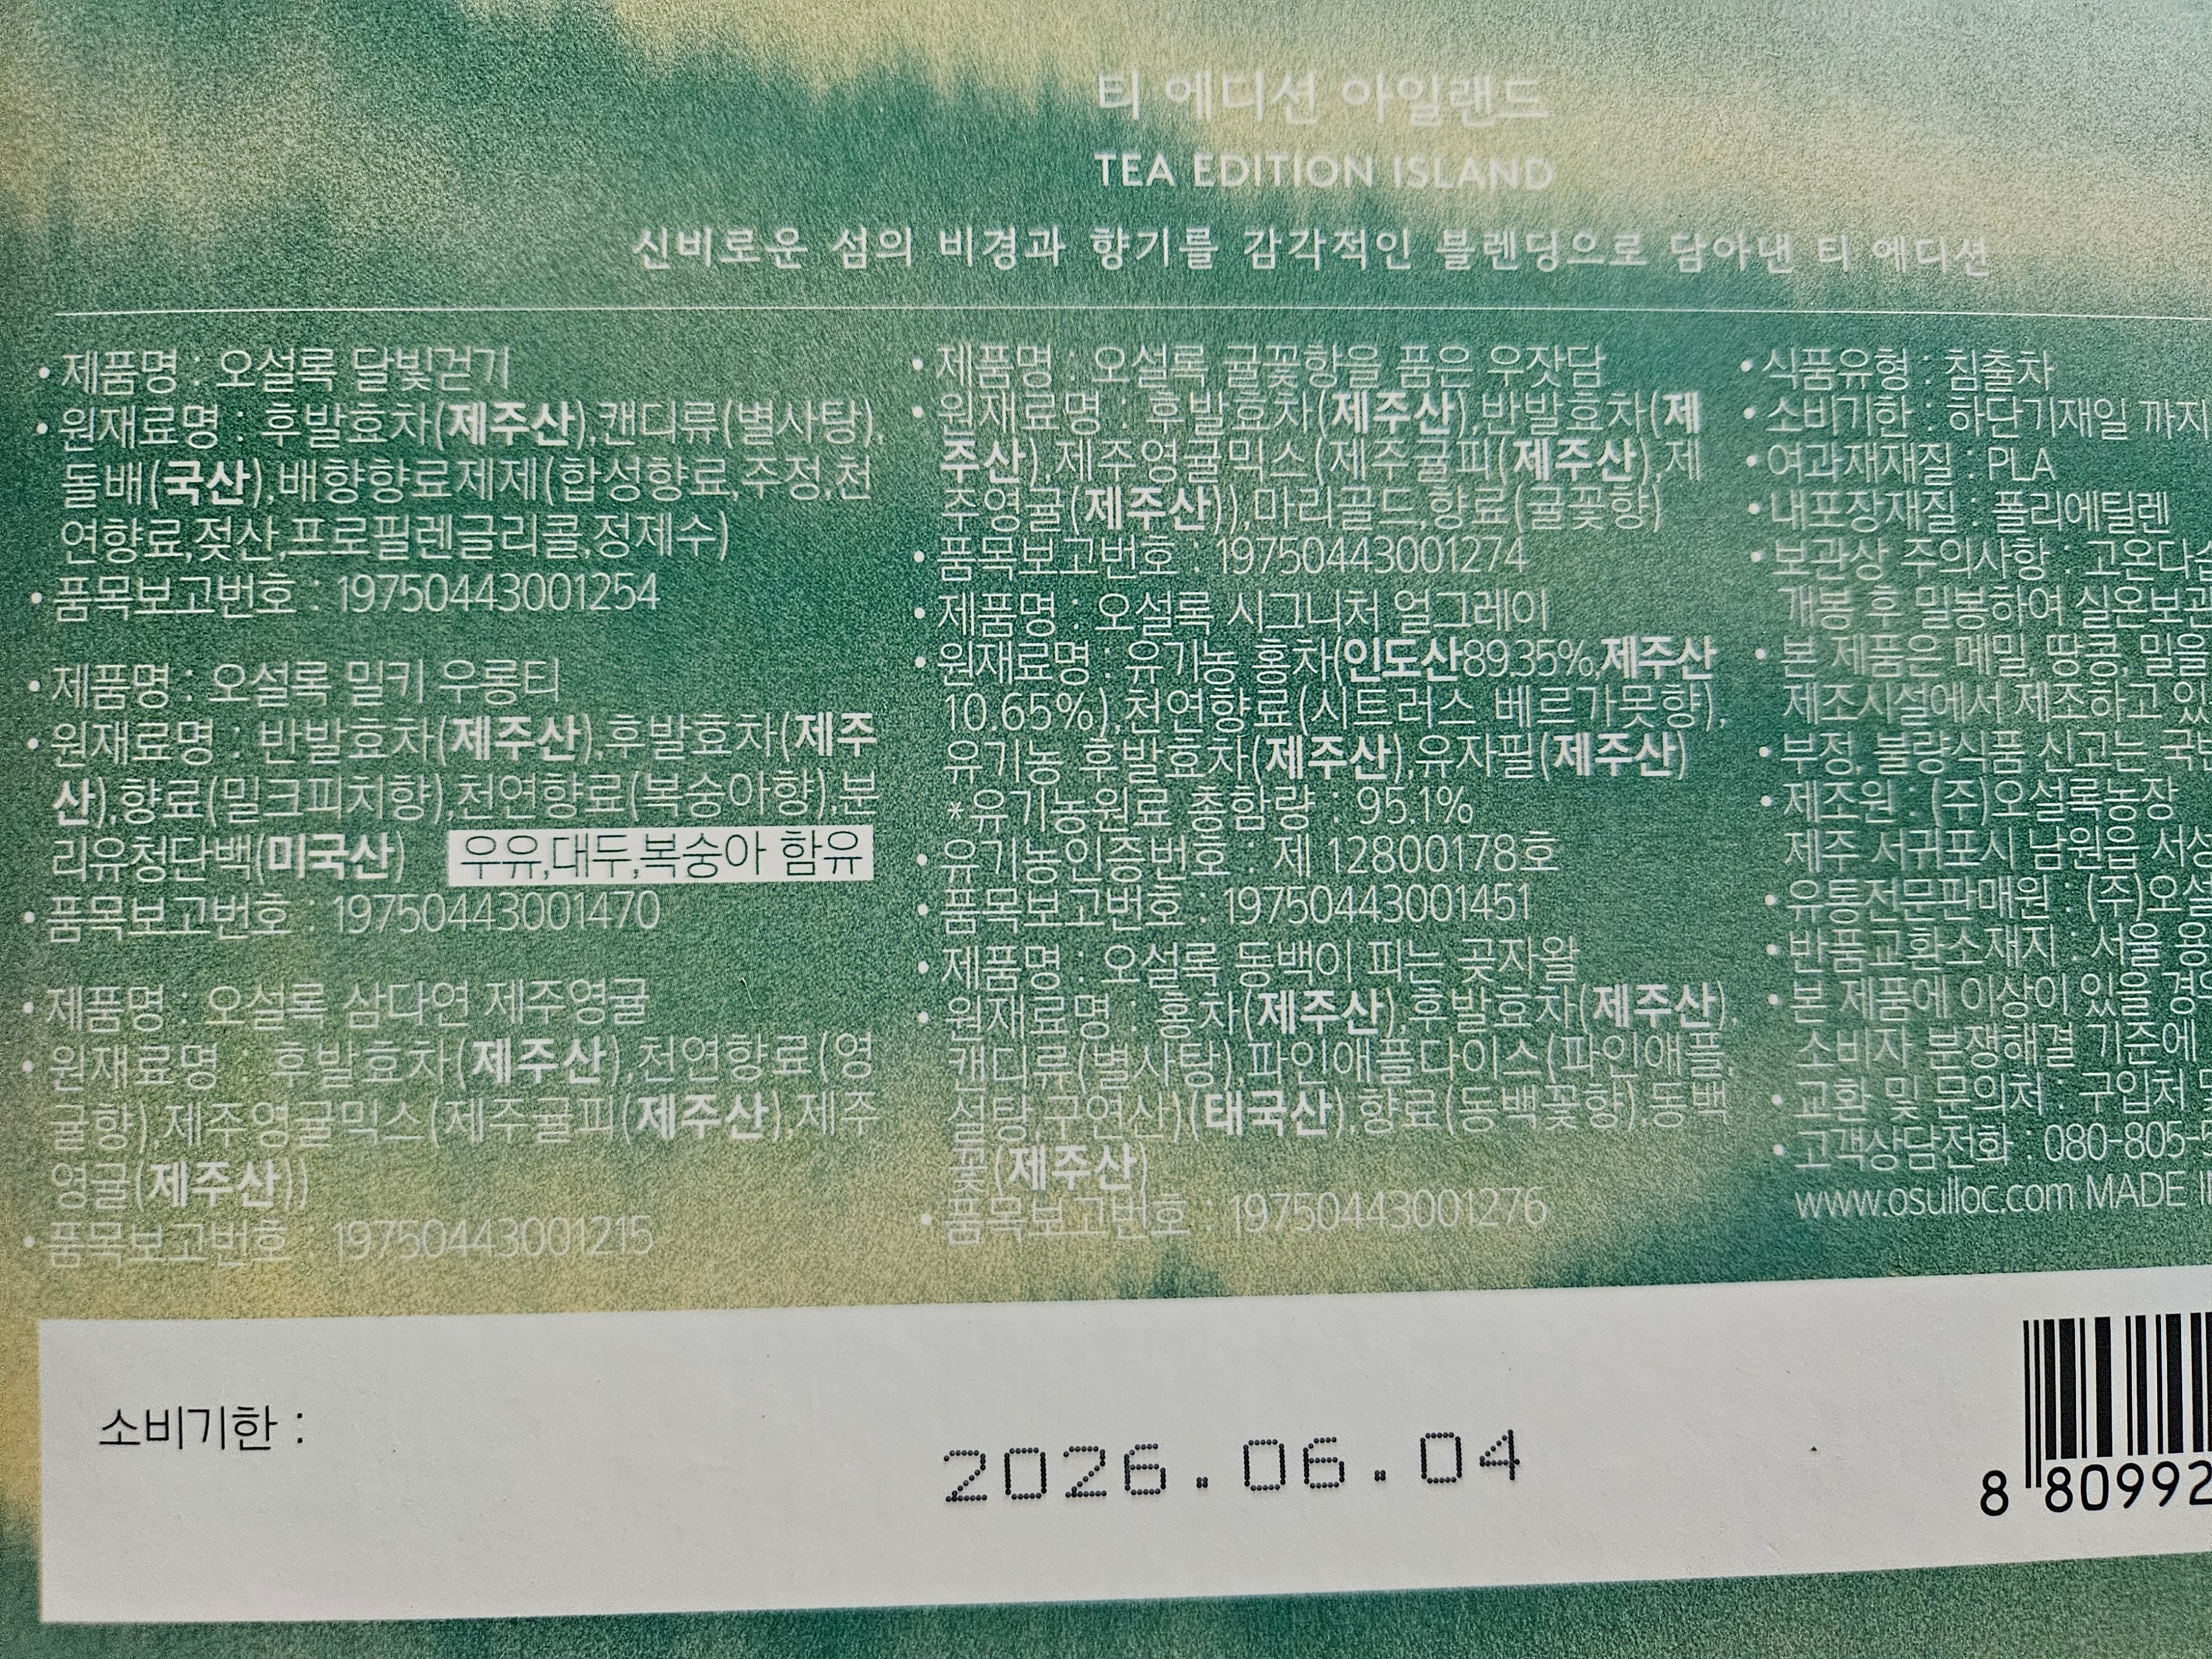 티 에디션 아일랜드
TEA EDITION ISLAND
신비로운 섬의 비경과 향기를 감각적인 블렌딩으로 담아낸 티 에디션
• 제품명 : 오설록 달빛걷기
• 원재료명 : 후발효차(제주산),캔디류(별사탕),
돌배(국산),배향향료제제(합성향료,주정,천
연향료,젖산,프로필렌글리콜,정제수)
• 품목보고번호 : 19750443001254
• 제품명 : 오설록 밀키 우롱티
• 원재료명 : 반발효차(제주산),후발효차(제주
산),향료(밀크피치향),천연향료(복숭아향),분
리유청단백(미국산) 우유,대두,복숭아 함유
• 품목보고번호 : 19750443001470
• 제품명 : 오설록 삼다연 제주영귤
• 원재료명 : 후발효차(제주산),천연향료(영
귤향),제주영귤믹스(제주귤피(제주산),제주
영귤(제주산))
• 품목보고번호 : 19750443001215
• 제품명 : 오설록 귤꽃향을 품은 우잣담
• 원재료명 : 후발효차(제주산),반발효차(제
주산),제주영귤믹스(제주귤피(제주산),제
주영귤(제주산)),마리골드,향료(귤꽃향)
• 품목보고번호 : 19750443001274
• 제품명 : 오설록 시그니처 얼그레이
• 원재료명 : 유기농 홍차(인도산89.35%,제주산
10.65%),천연향료(시트러스 베르가못향),
유기농 후발효차(제주산),유자필(제주산)
*유기농원료 총함량 : 95.1%
• 유기농인증번호 : 제 12800178호
• 품목보고번호 : 19750443001451
• 제품명 : 오설록 동백이 피는 곶자왈
• 원재료명 : 홍차(제주산),후발효차(제주산),
캔디류(별사탕),파인애플다이스(파인애플,
설탕,구연산)(태국산),향료(동백꽃향),동백
꽃(제주산)
• 품목보고번호 : 19750443001276
• 식품유형 : 침출차
• 소비기한 : 하단기재일 까지
• 여과재재질 : PLA
• 내포장재질 : 폴리에틸렌
• 보관상 주의사항 : 고온다습
개봉 후 밀봉하여 실온보관
• 본 제품은 메밀, 땅콩, 밀을
제조시설에서 제조하고 있
• 부정, 불량식품 신고는 국번
• 제조원 : (주)오설록농장
제주 서귀포시 남원읍 서성
• 유통전문판매원 : (주)오설
• 반품교환소재지 : 서울 용
• 본 제품에 이상이 있을 경
소비자 분쟁해결 기준에
• 교환 및 문의처 : 구입처
• 고객상담전화 : 080-805-
www.osulloc.com MADE
소비기한 :
2026.06.04
8 80992